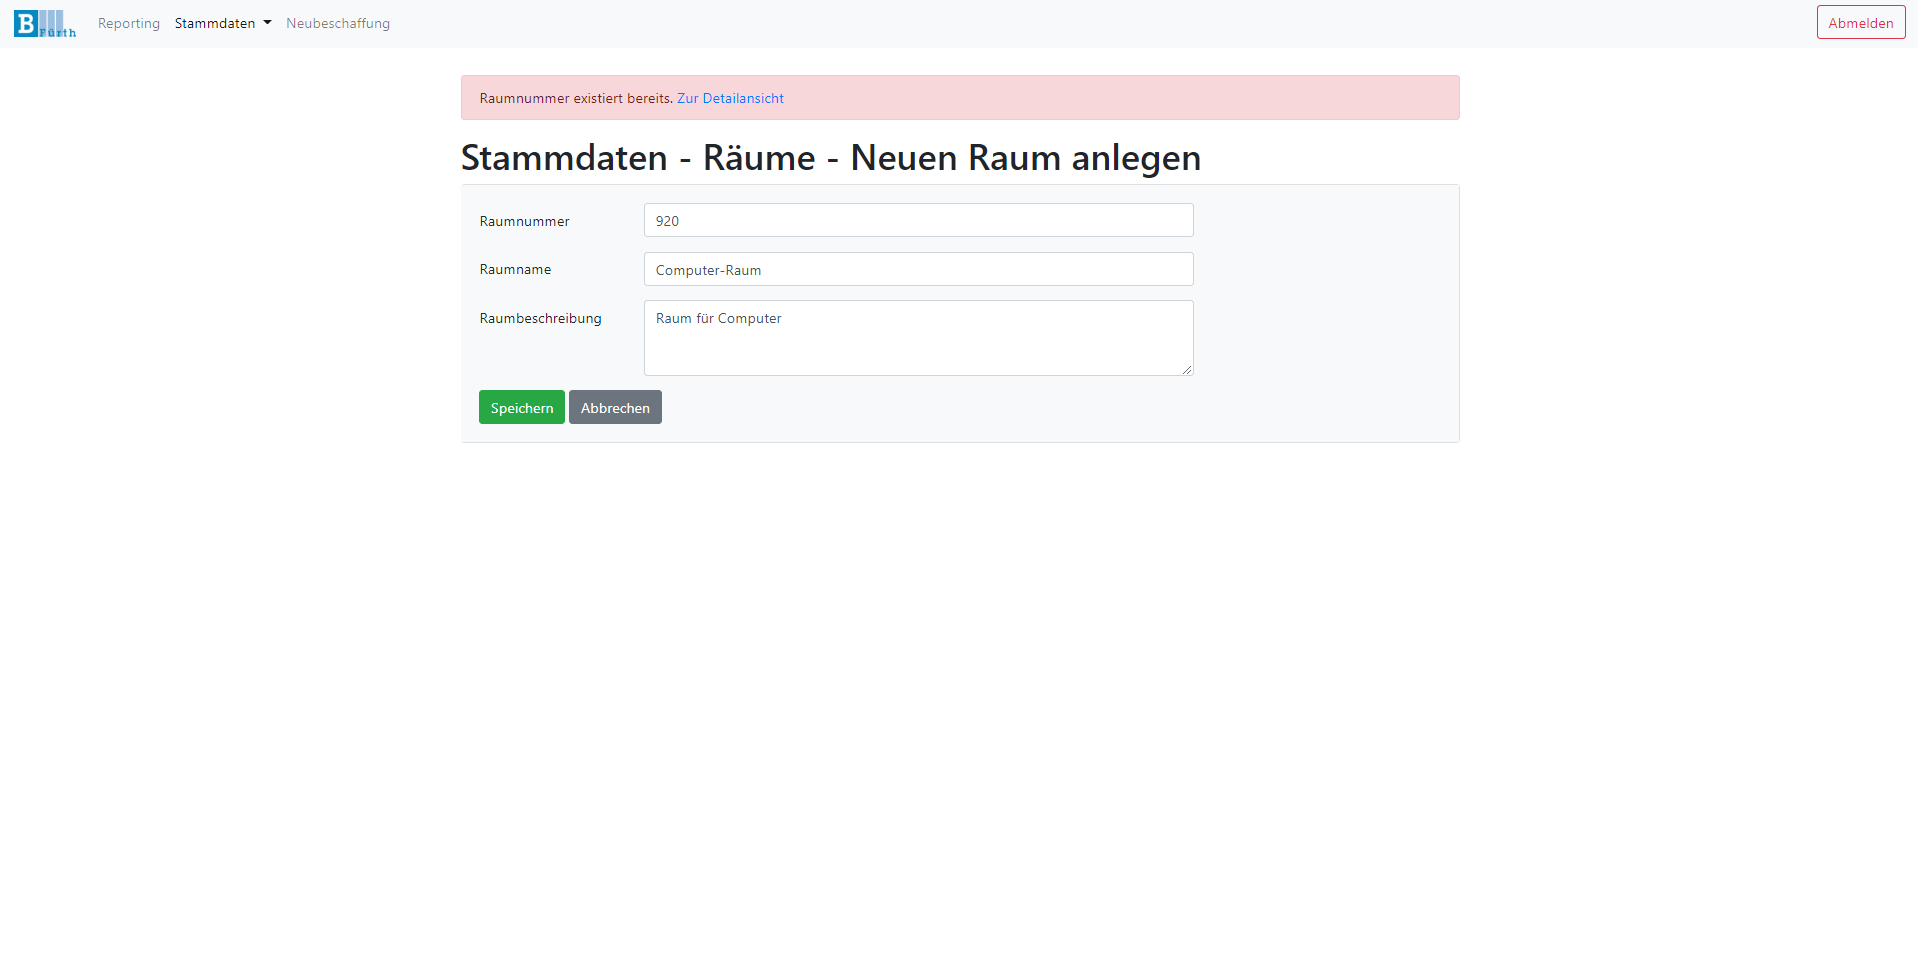 B Fürth Reporting Stammdaten Neubeschaffung Abmelden
Raumnummer existiert bereits. Zur Detailansicht
Stammdaten - Räume - Neuen Raum anlegen
Raumnummer 920
Raumname Computer-Raum
Raumbeschreibung Raum für Computer
Speichern Abbrechen